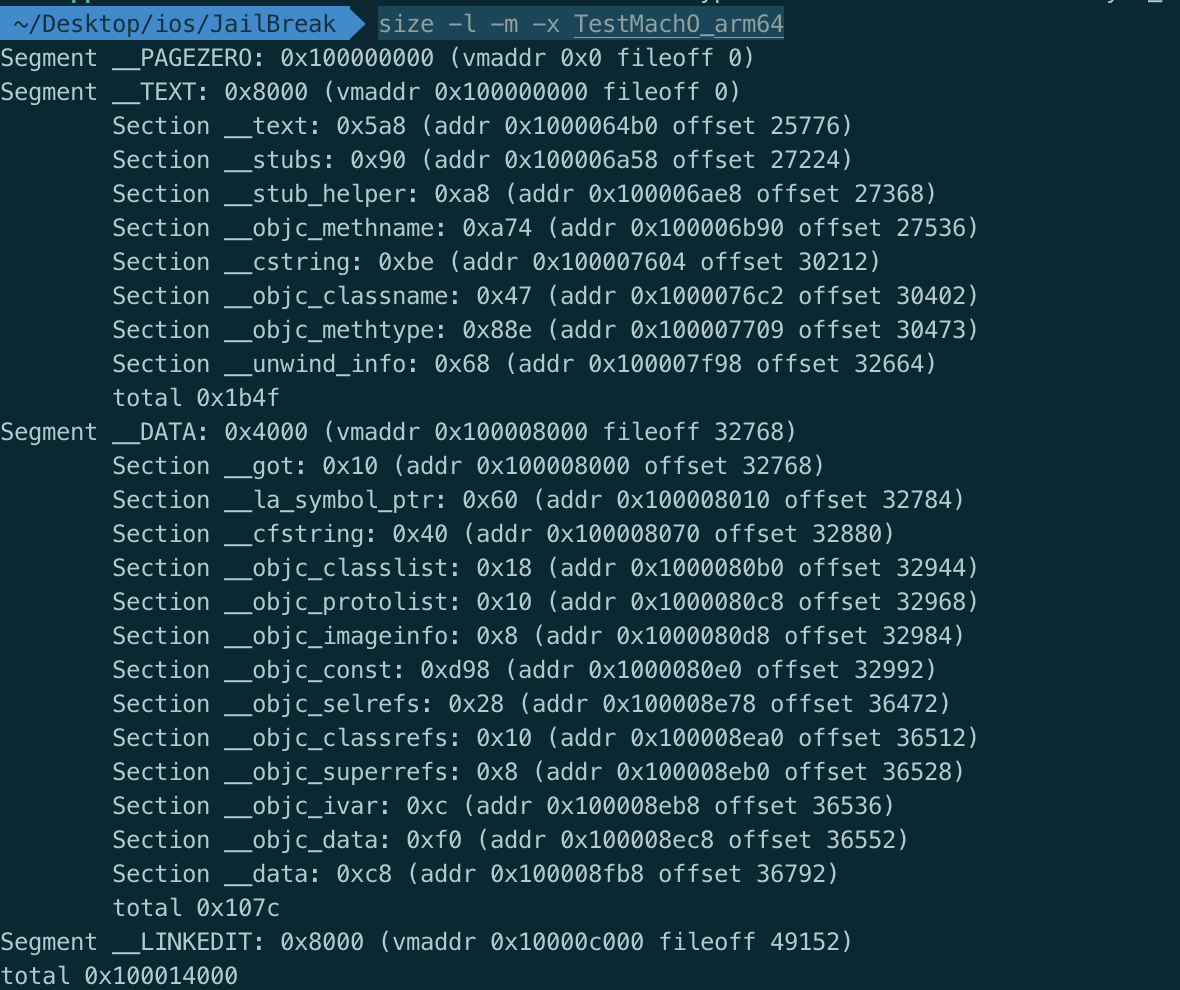 ~/Desktop/ios/JailBreak size -l -m -x TestMachO_arm64
Segment __PAGEZERO: 0x100000000 (vmaddr 0x0 fileoff 0)
Segment __TEXT: 0x8000 (vmaddr 0x100000000 fileoff 0)
Section __text: 0x5a8 (addr 0x1000064b0 offset 25776)
Section __stubs: 0x90 (addr 0x100006a58 offset 27224)
Section __stub_helper: 0xa8 (addr 0x100006ae8 offset 27368)
Section __objc_methname: 0xa74 (addr 0x100006b90 offset 27536)
Section __cstring: 0xbe (addr 0x100007604 offset 30212)
Section __objc_classname: 0x47 (addr 0x1000076c2 offset 30402)
Section __objc_methtype: 0x88e (addr 0x100007709 offset 30473)
Section __unwind_info: 0x68 (addr 0x100007f98 offset 32664)
total 0x1b4f
Segment __DATA: 0x4000 (vmaddr 0x100008000 fileoff 32768)
Section __got: 0x10 (addr 0x100008000 offset 32768)
Section __la_symbol_ptr: 0x60 (addr 0x100008010 offset 32784)
Section __cfstring: 0x40 (addr 0x100008070 offset 32880)
Section __objc_classlist: 0x18 (addr 0x1000080b0 offset 32944)
Section __objc_protolist: 0x10 (addr 0x1000080c8 offset 32968)
Section __objc_imageinfo: 0x8 (addr 0x1000080d8 offset 32984)
Section __objc_const: 0xd98 (addr 0x1000080e0 offset 32992)
Section __objc_selrefs: 0x28 (addr 0x100008e78 offset 36472)
Section __objc_classrefs: 0x10 (addr 0x100008ea0 offset 36512)
Section __objc_superrefs: 0x8 (addr 0x100008eb0 offset 36528)
Section __objc_ivar: 0xc (addr 0x100008eb8 offset 36536)
Section __objc_data: 0xf0 (addr 0x100008ec8 offset 36552)
Section __data: 0xc8 (addr 0x100008fb8 offset 36792)
total 0x107c
Segment __LINKEDIT: 0x8000 (vmaddr 0x10000c000 fileoff 49152)
total 0x100014000